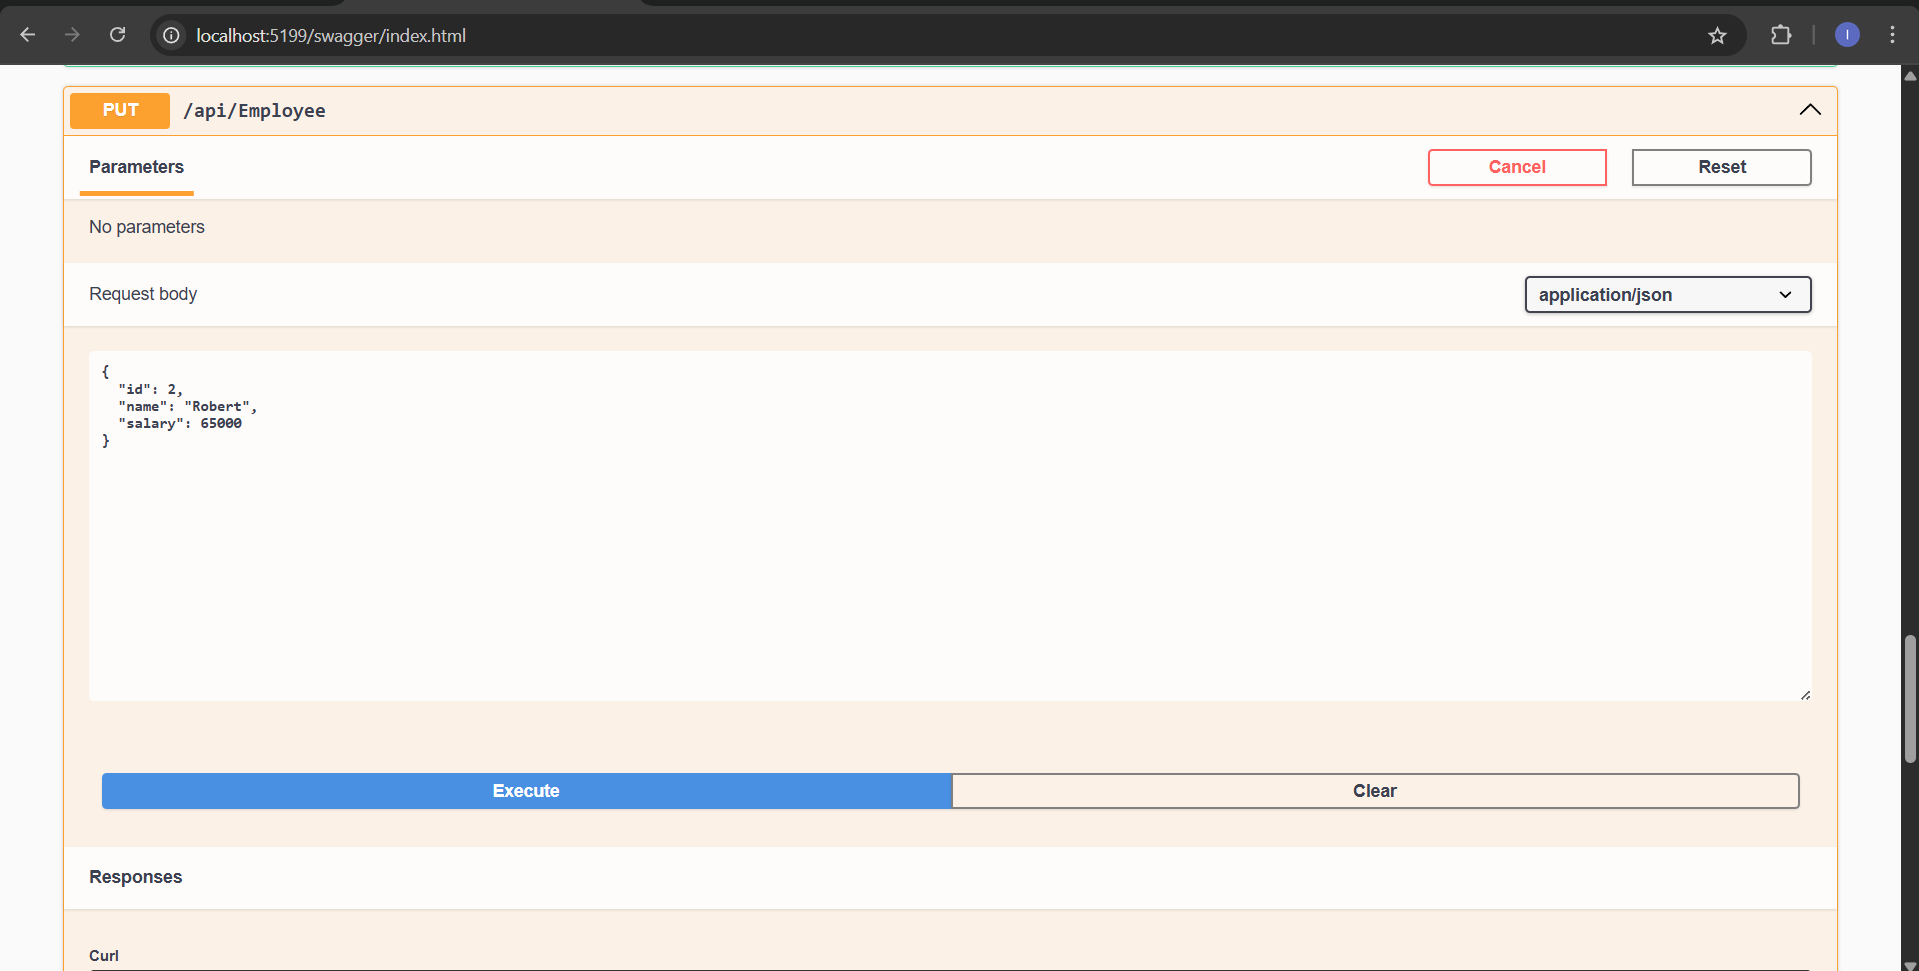 localhost:5199/swagger/index.html
I
PUT /api/Employee
Parameters
Cancel
Reset
No parameters
Request body
application/json
{
  "id": 2,
  "name": "Robert",
  "salary": 65000
}
Execute
Clear
Responses
Curl